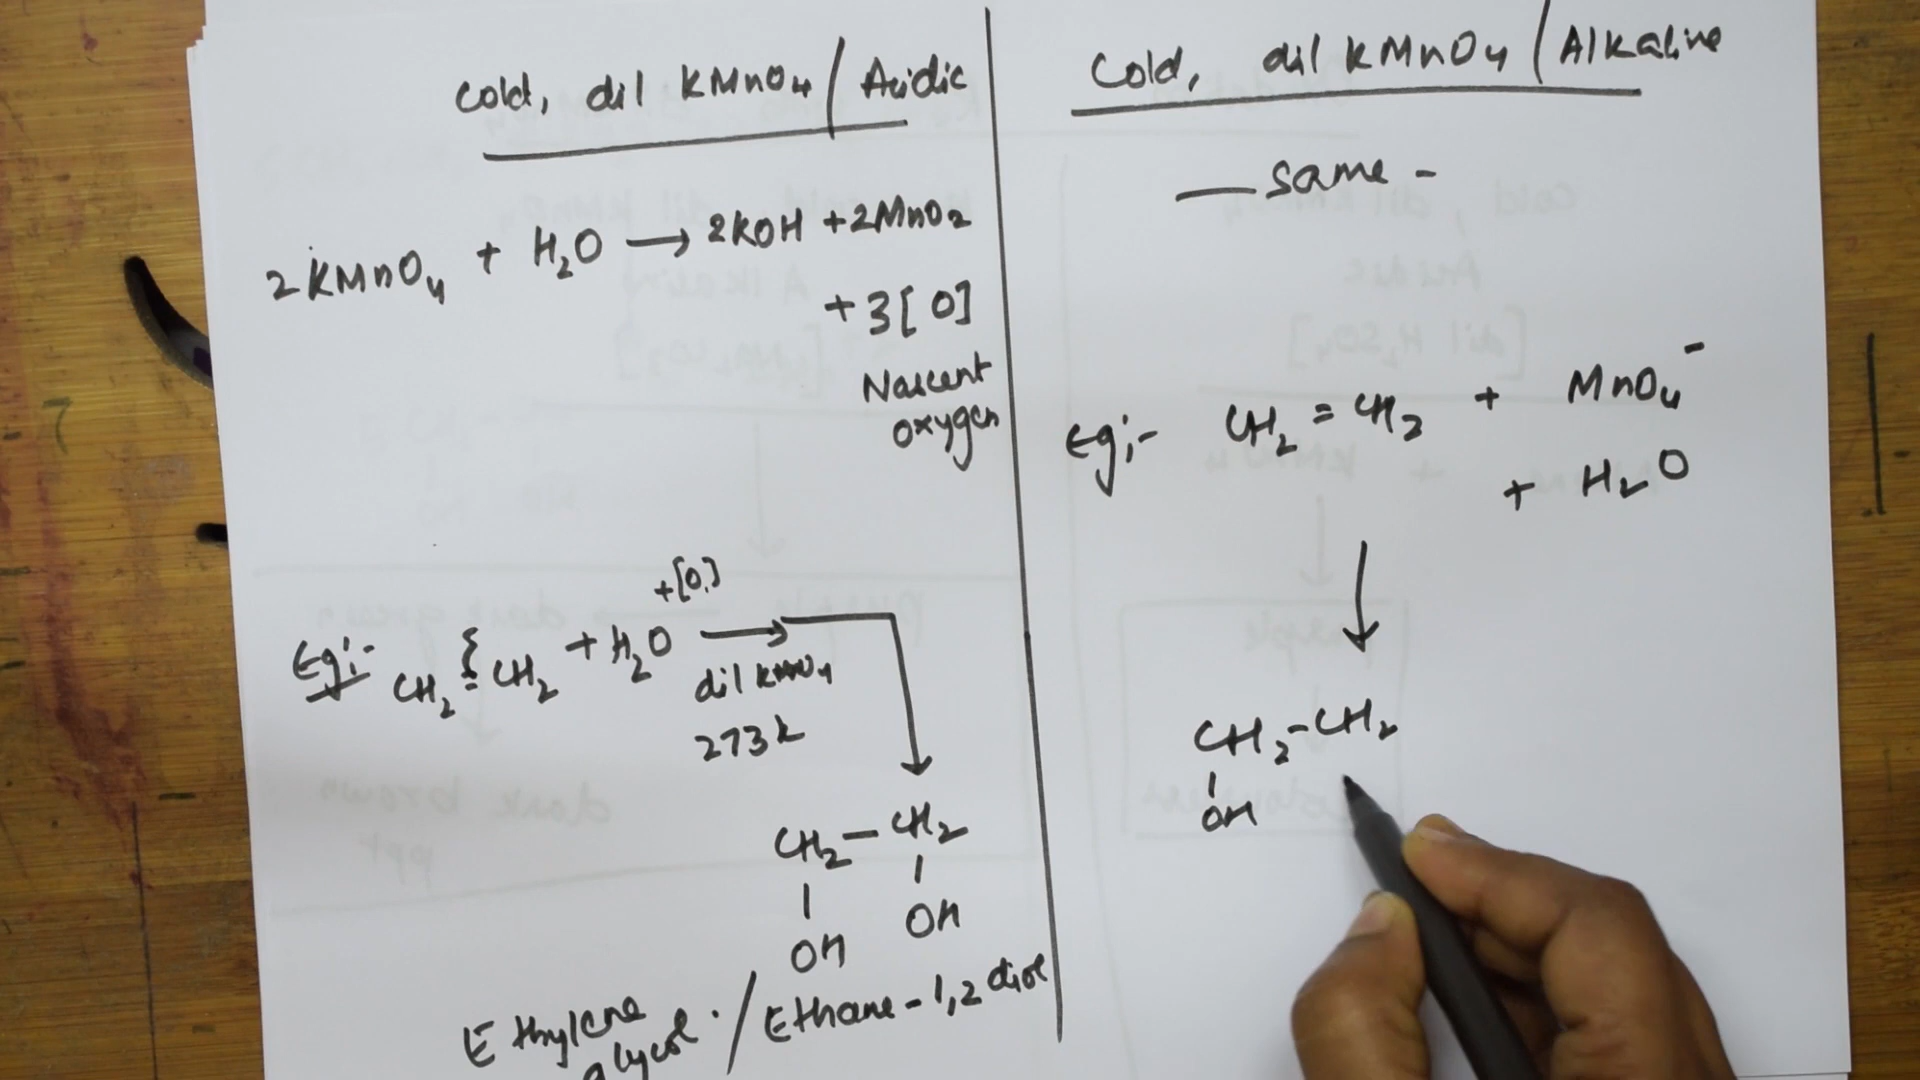 Cold, dil KMnO4 / Acidic
2KMnO4 + H2O → 2KOH + 2MnO2
+ 3[O]
Nascent
oxygen
Eg:- CH2 = CH2 + H2O → +[O]
dil KMnO4
273k
CH2 - CH2
OH OH
Ethylene
glycol. / Ethane - 1,2 diol
Cold, dil KMnO4 / Alkaline
— same -
Eg:- CH2 = CH2 + MnO4⁻
+ H2O
↓
CH2 - CH2
OH